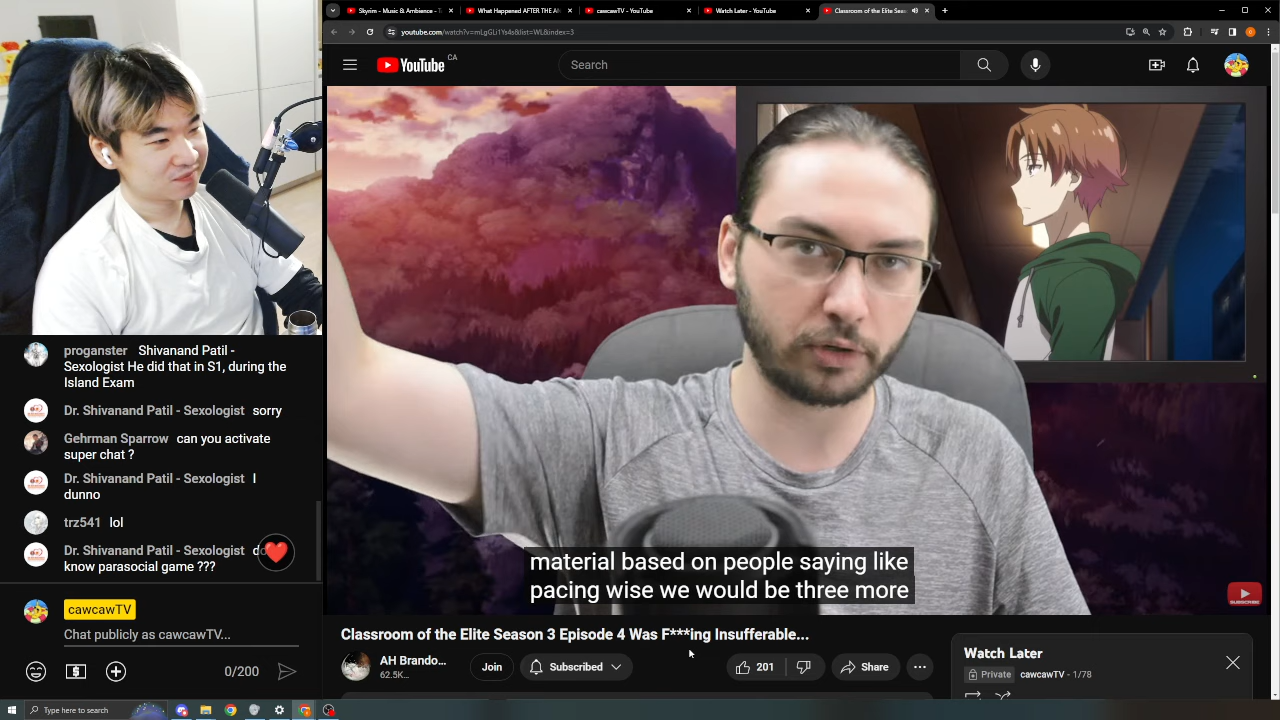 Skyrim - Music & Ambience - T
What Happened AFTER THE A
cawcawTV - YouTube
Watch Later - YouTube
Classroom of the Elite Seas
youtube.com/watch?v=mLgGLi1Ys4s&list=WL&index=3
YouTube CA
Search
proganster Shivanand Patil -
Sexologist He did that in S1, during the
Island Exam
Dr. Shivanand Patil - Sexologist sorry
Gehrman Sparrow can you activate
super chat ?
Dr. Shivanand Patil - Sexologist I
dunno
trz541 lol
Dr. Shivanand Patil - Sexologist
know parasocial game ???
cawcawTV
Chat publicly as cawcawTV...
0/200
material based on people saying like
pacing wise we would be three more
SUBSCRIBE
Classroom of the Elite Season 3 Episode 4 Was F***ing Insufferable...
AH Brando...
62.5K...
Join
Subscribed
201
Share
Watch Later
Private cawcawTV - 1/78
Type here to search